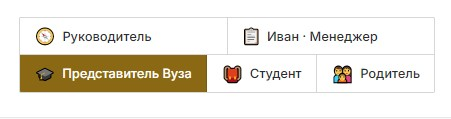 Руководитель
Иван · Менеджер
Представитель Вуза
Студент
Родитель